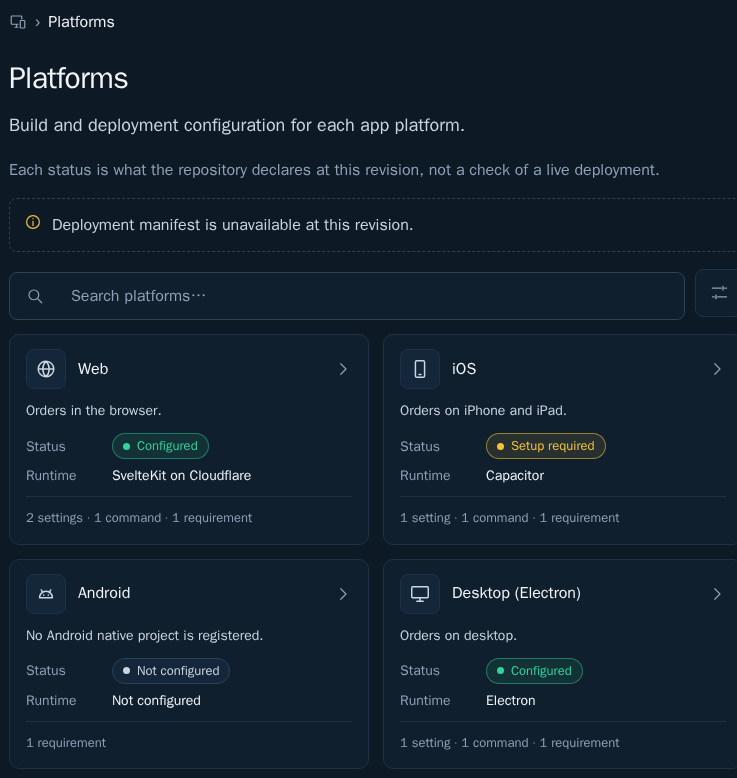 › Platforms
Platforms
Build and deployment configuration for each app platform.
Each status is what the repository declares at this revision, not a check of a live deployment.
Deployment manifest is unavailable at this revision.
Search platforms···
Web
Orders in the browser.
Status Configured
Runtime SvelteKit on Cloudflare
2 settings · 1 command · 1 requirement
iOS
Orders on iPhone and iPad.
Status Setup required
Runtime Capacitor
1 setting · 1 command · 1 requirement
Android
No Android native project is registered.
Status Not configured
Runtime Not configured
1 requirement
Desktop (Electron)
Orders on desktop.
Status Configured
Runtime Electron
1 setting · 1 command · 1 requirement